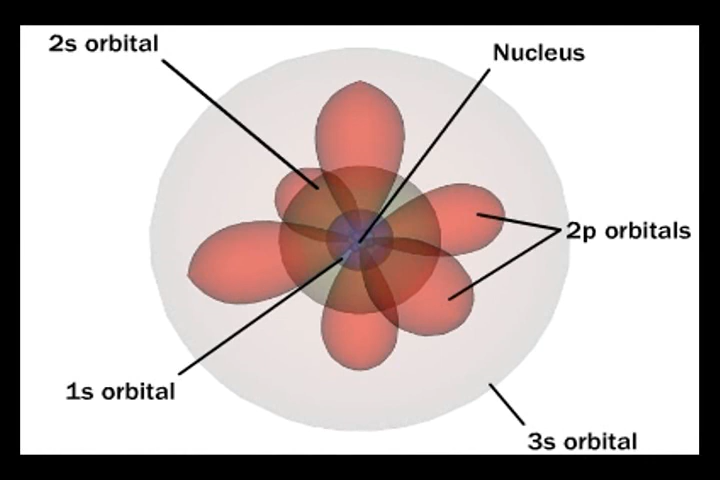 2s orbital
Nucleus
2p orbitals
1s orbital
3s orbital